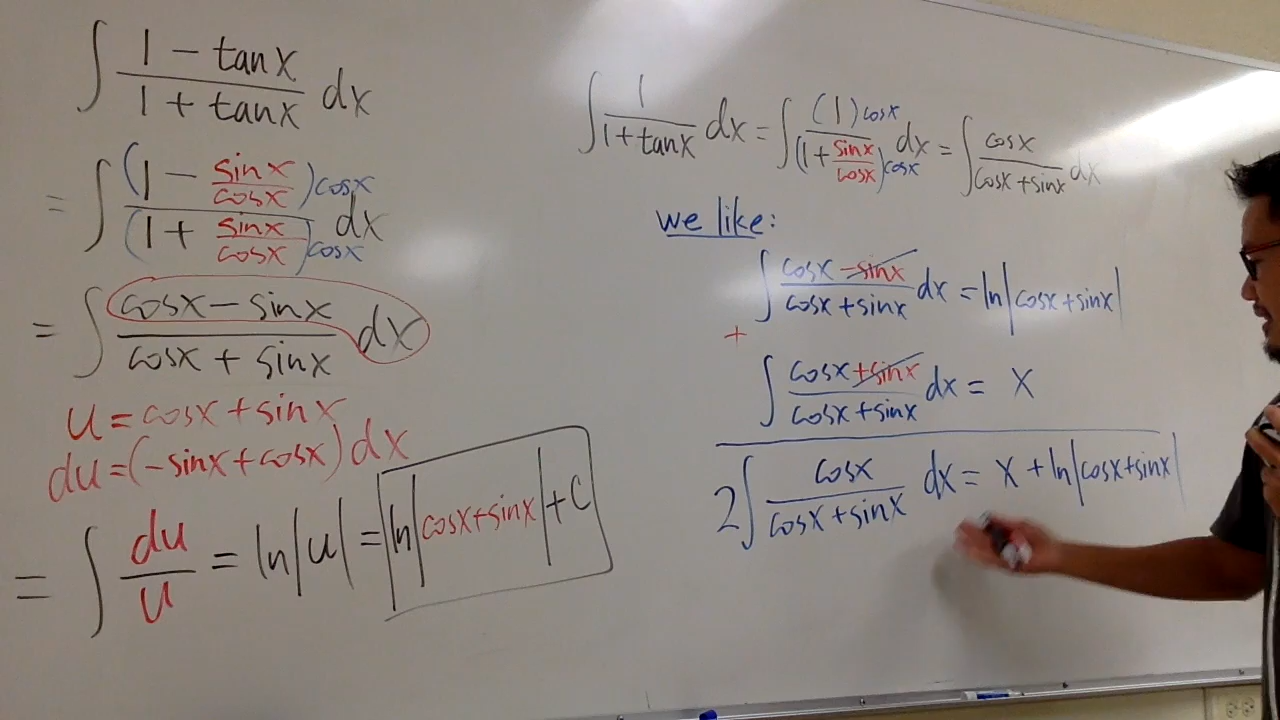 ∫ (1 − tanx)/(1 + tanx) dx
= ∫ (1 − sinx/cosx)cosx / (1 + sinx/cosx)cosx dx
= ∫ (cosx − sinx)/(cosx + sinx) dx
u = cosx + sinx
du = (−sinx + cosx) dx
= ∫ du/u = ln|u| = ln|cosx+sinx| + C
∫ 1/(1+tanx) dx = ∫ (1)cosx / (1 + sinx/cosx)cosx dx = ∫ cosx/(cosx + sinx) dx
we like:
∫ (cosx − sinx)/(cosx + sinx) dx = ln|cosx + sinx|
+
∫ (cosx + sinx)/(cosx + sinx) dx = X
2∫ cosx/(cosx + sinx) dx = X + ln|cosx+sinx|